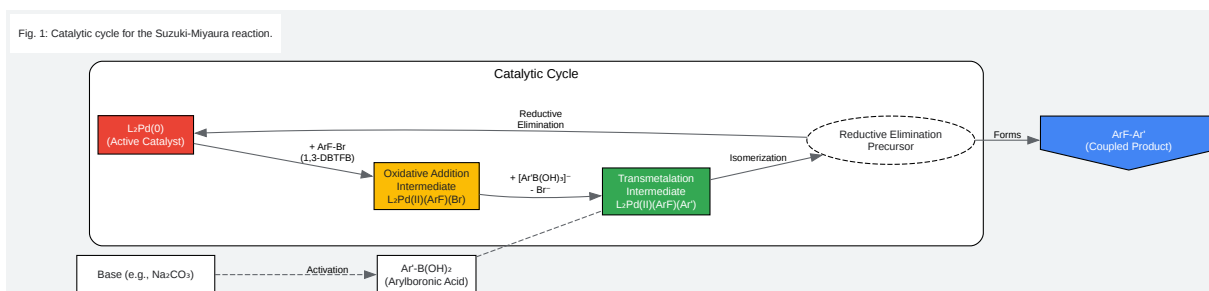 Fig. 1: Catalytic cycle for the Suzuki-Miyaura reaction.
Catalytic Cycle
L₂Pd(0)
(Active Catalyst)
Reductive
Elimination
+ ArF-Br
(1,3-DBTFB)
Oxidative Addition
Intermediate
L₂Pd(II)(ArF)(Br)
+ [Ar'B(OH)₃]⁻
- Br⁻
Transmetalation
Intermediate
L₂Pd(II)(ArF)(Ar')
Isomerization
Reductive Elimination
Precursor
Forms
ArF-Ar'
(Coupled Product)
Base (e.g., Na₂CO₃)
Activation
Ar'-B(OH)₂
(Arylboronic Acid)